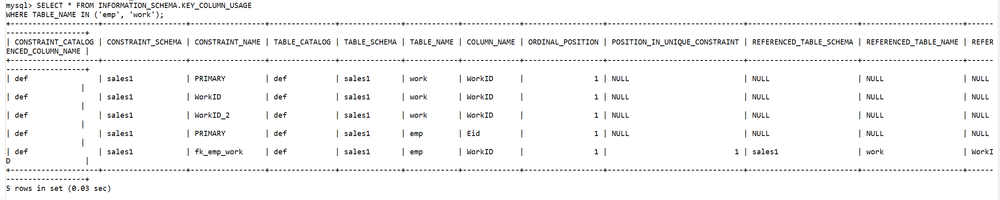 mysql> SELECT * FROM INFORMATION_SCHEMA.KEY_COLUMN_USAGE
WHERE TABLE_NAME IN ('emp', 'work');
+--------------------+-------------------+-----------------+---------------+--------------+------------+-------------+------------------+-------------------------------+-------------------------+-----------------------+------
------------------+
| CONSTRAINT_CATALOG | CONSTRAINT_SCHEMA | CONSTRAINT_NAME | TABLE_CATALOG | TABLE_SCHEMA | TABLE_NAME | COLUMN_NAME | ORDINAL_POSITION | POSITION_IN_UNIQUE_CONSTRAINT | REFERENCED_TABLE_SCHEMA | REFERENCED_TABLE_NAME | REFER
ENCED_COLUMN_NAME |
+--------------------+-------------------+-----------------+---------------+--------------+------------+-------------+------------------+-------------------------------+-------------------------+-----------------------+------
------------------+
| def                | sales1            | PRIMARY         | def           | sales1       | work       | WorkID      |                1 | NULL                          | NULL                    | NULL                  | NULL
                 |
| def                | sales1            | WorkID          | def           | sales1       | work       | WorkID      |                1 | NULL                          | NULL                    | NULL                  | NULL
                 |
| def                | sales1            | WorkID_2        | def           | sales1       | work       | WorkID      |                1 | NULL                          | NULL                    | NULL                  | NULL
                 |
| def                | sales1            | PRIMARY         | def           | sales1       | emp        | Eid         |                1 | NULL                          | NULL                    | NULL                  | NULL
                 |
| def                | sales1            | fk_emp_work     | def           | sales1       | emp        | WorkID      |                1 |                             1 | sales1                  | work                  | WorkI
D                 |
+--------------------+-------------------+-----------------+---------------+--------------+------------+-------------+------------------+-------------------------------+-------------------------+-----------------------+------
------------------+
5 rows in set (0.03 sec)